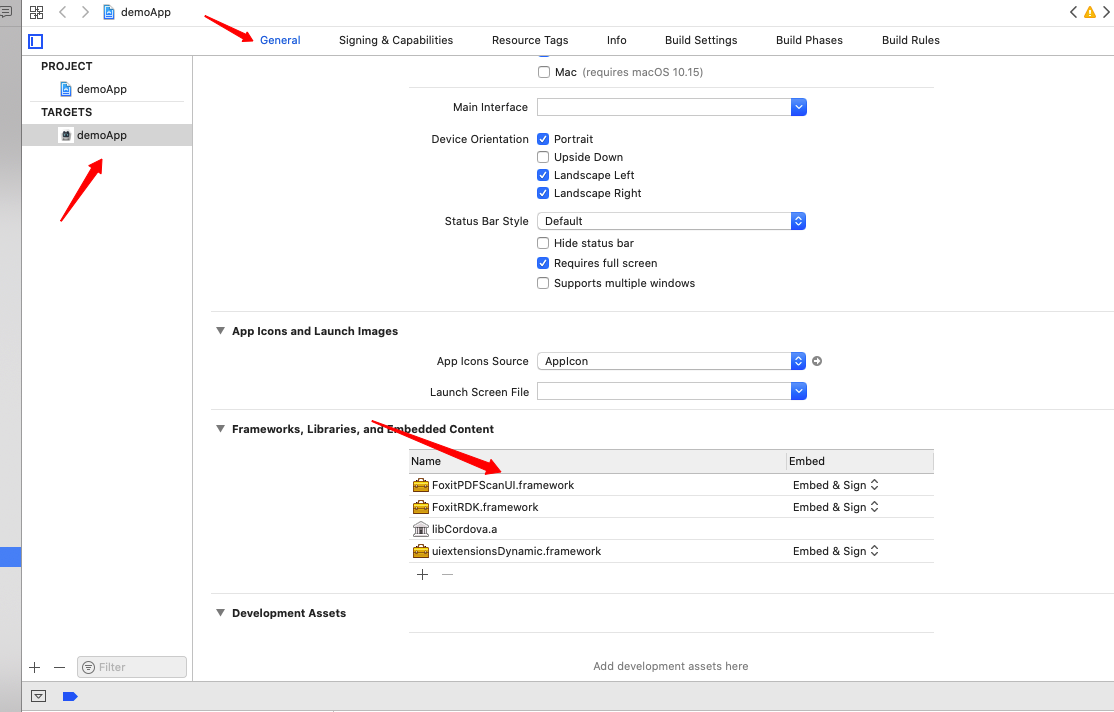 demoApp
General Signing & Capabilities Resource Tags Info Build Settings Build Phases Build Rules
PROJECT
demoApp
TARGETS
demoApp
Mac (requires macOS 10.15)
Main Interface
Device Orientation Portrait
Upside Down
Landscape Left
Landscape Right
Status Bar Style Default
Hide status bar
Requires full screen
Supports multiple windows
App Icons and Launch Images
App Icons Source AppIcon
Launch Screen File
Frameworks, Libraries, and Embedded Content
Name Embed
FoxitPDFScanUI.framework Embed & Sign
FoxitRDK.framework Embed & Sign
libCordova.a
uiextensionsDynamic.framework Embed & Sign
Development Assets
Add development assets here
Filter